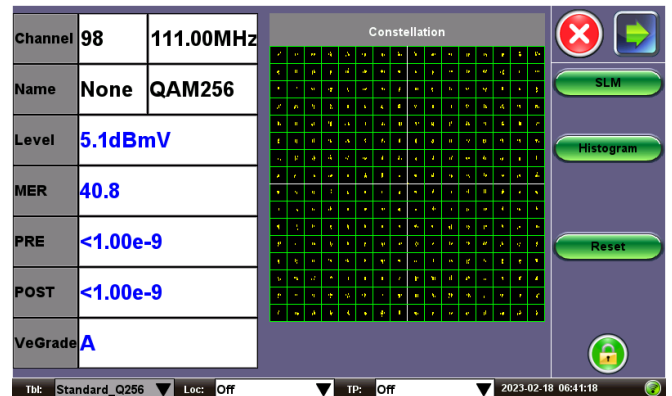 Channel 98 111.00MHz
Name None QAM256
Level 5.1dBmV
MER 40.8
PRE <1.00e-9
POST <1.00e-9
VeGrade A
Constellation
SLM
Histogram
Reset
Tbl: Standard_Q256 Loc: Off TP: Off 2023-02-18 06:41:18